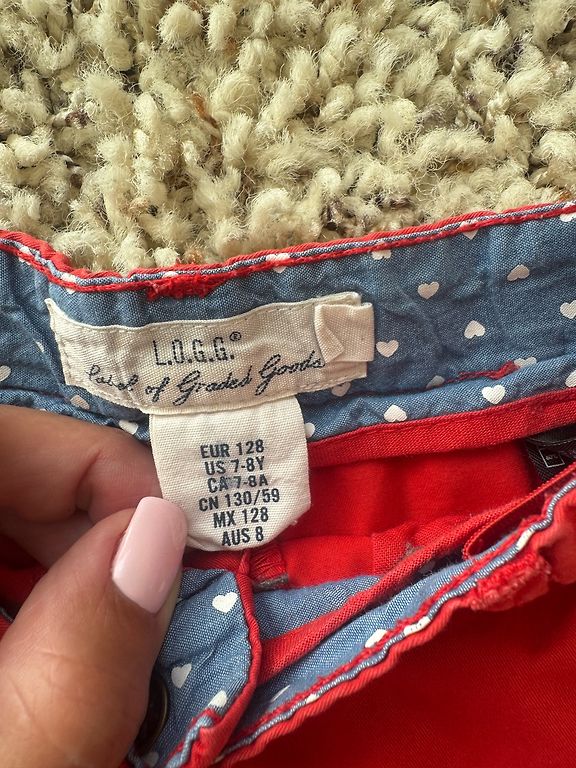 L.O.G.G.®
Label of Graded Goods
EUR 128
US 7-8Y
CA 7-8A
CN 130/59
MX 128
AUS 8